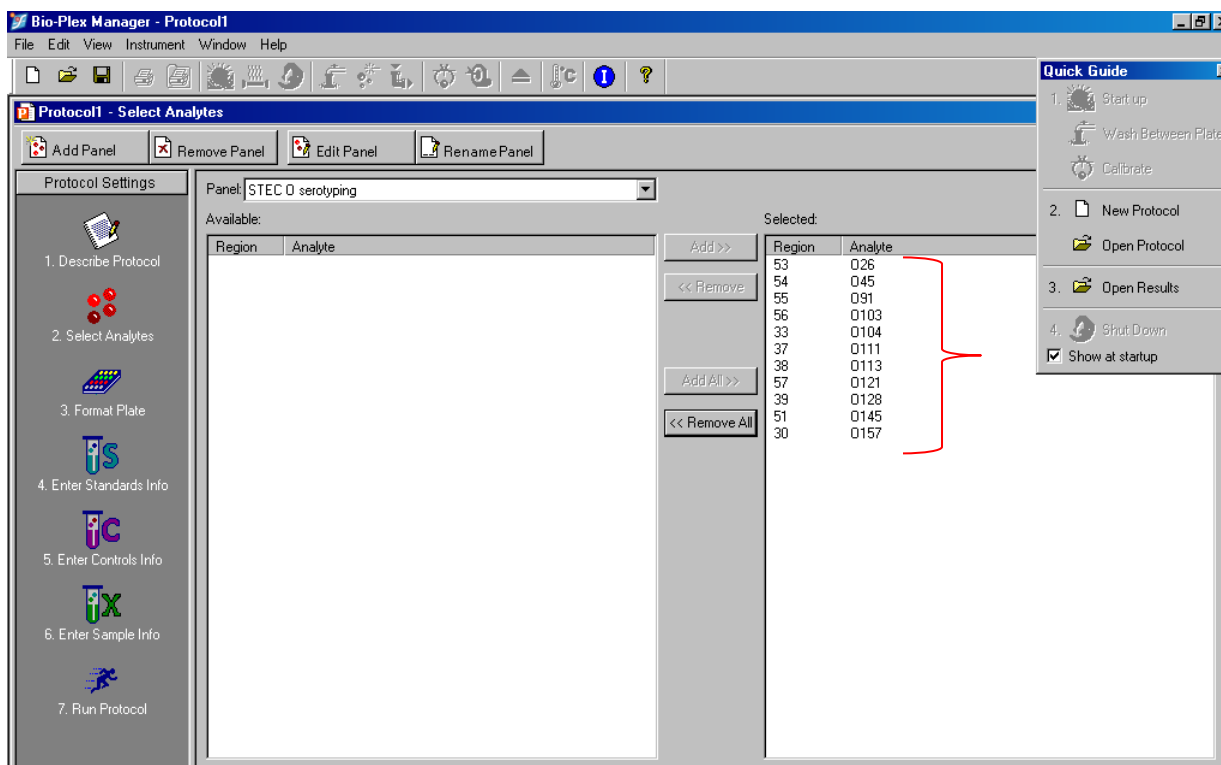 Bio-Plex Manager - Protocol1
File Edit View Instrument Window Help
Protocol1 - Select Analytes
Add Panel Remove Panel Edit Panel Rename Panel
Protocol Settings
1. Describe Protocol
2. Select Analytes
3. Format Plate
4. Enter Standards Info
5. Enter Controls Info
6. Enter Sample Info
7. Run Protocol
Panel: STEC O serotyping
Available:
Region Analyte
Add >>
<< Remove
Add All >>
<< Remove All
Selected:
Region Analyte
53 O26
54 O45
55 O91
56 O103
33 O104
37 O111
38 O113
57 O121
39 O128
51 O145
30 O157
Quick Guide
1. Start up
Wash Between Plate
Calibrate
2. New Protocol
Open Protocol
3. Open Results
4. Shut Down
Show at startup